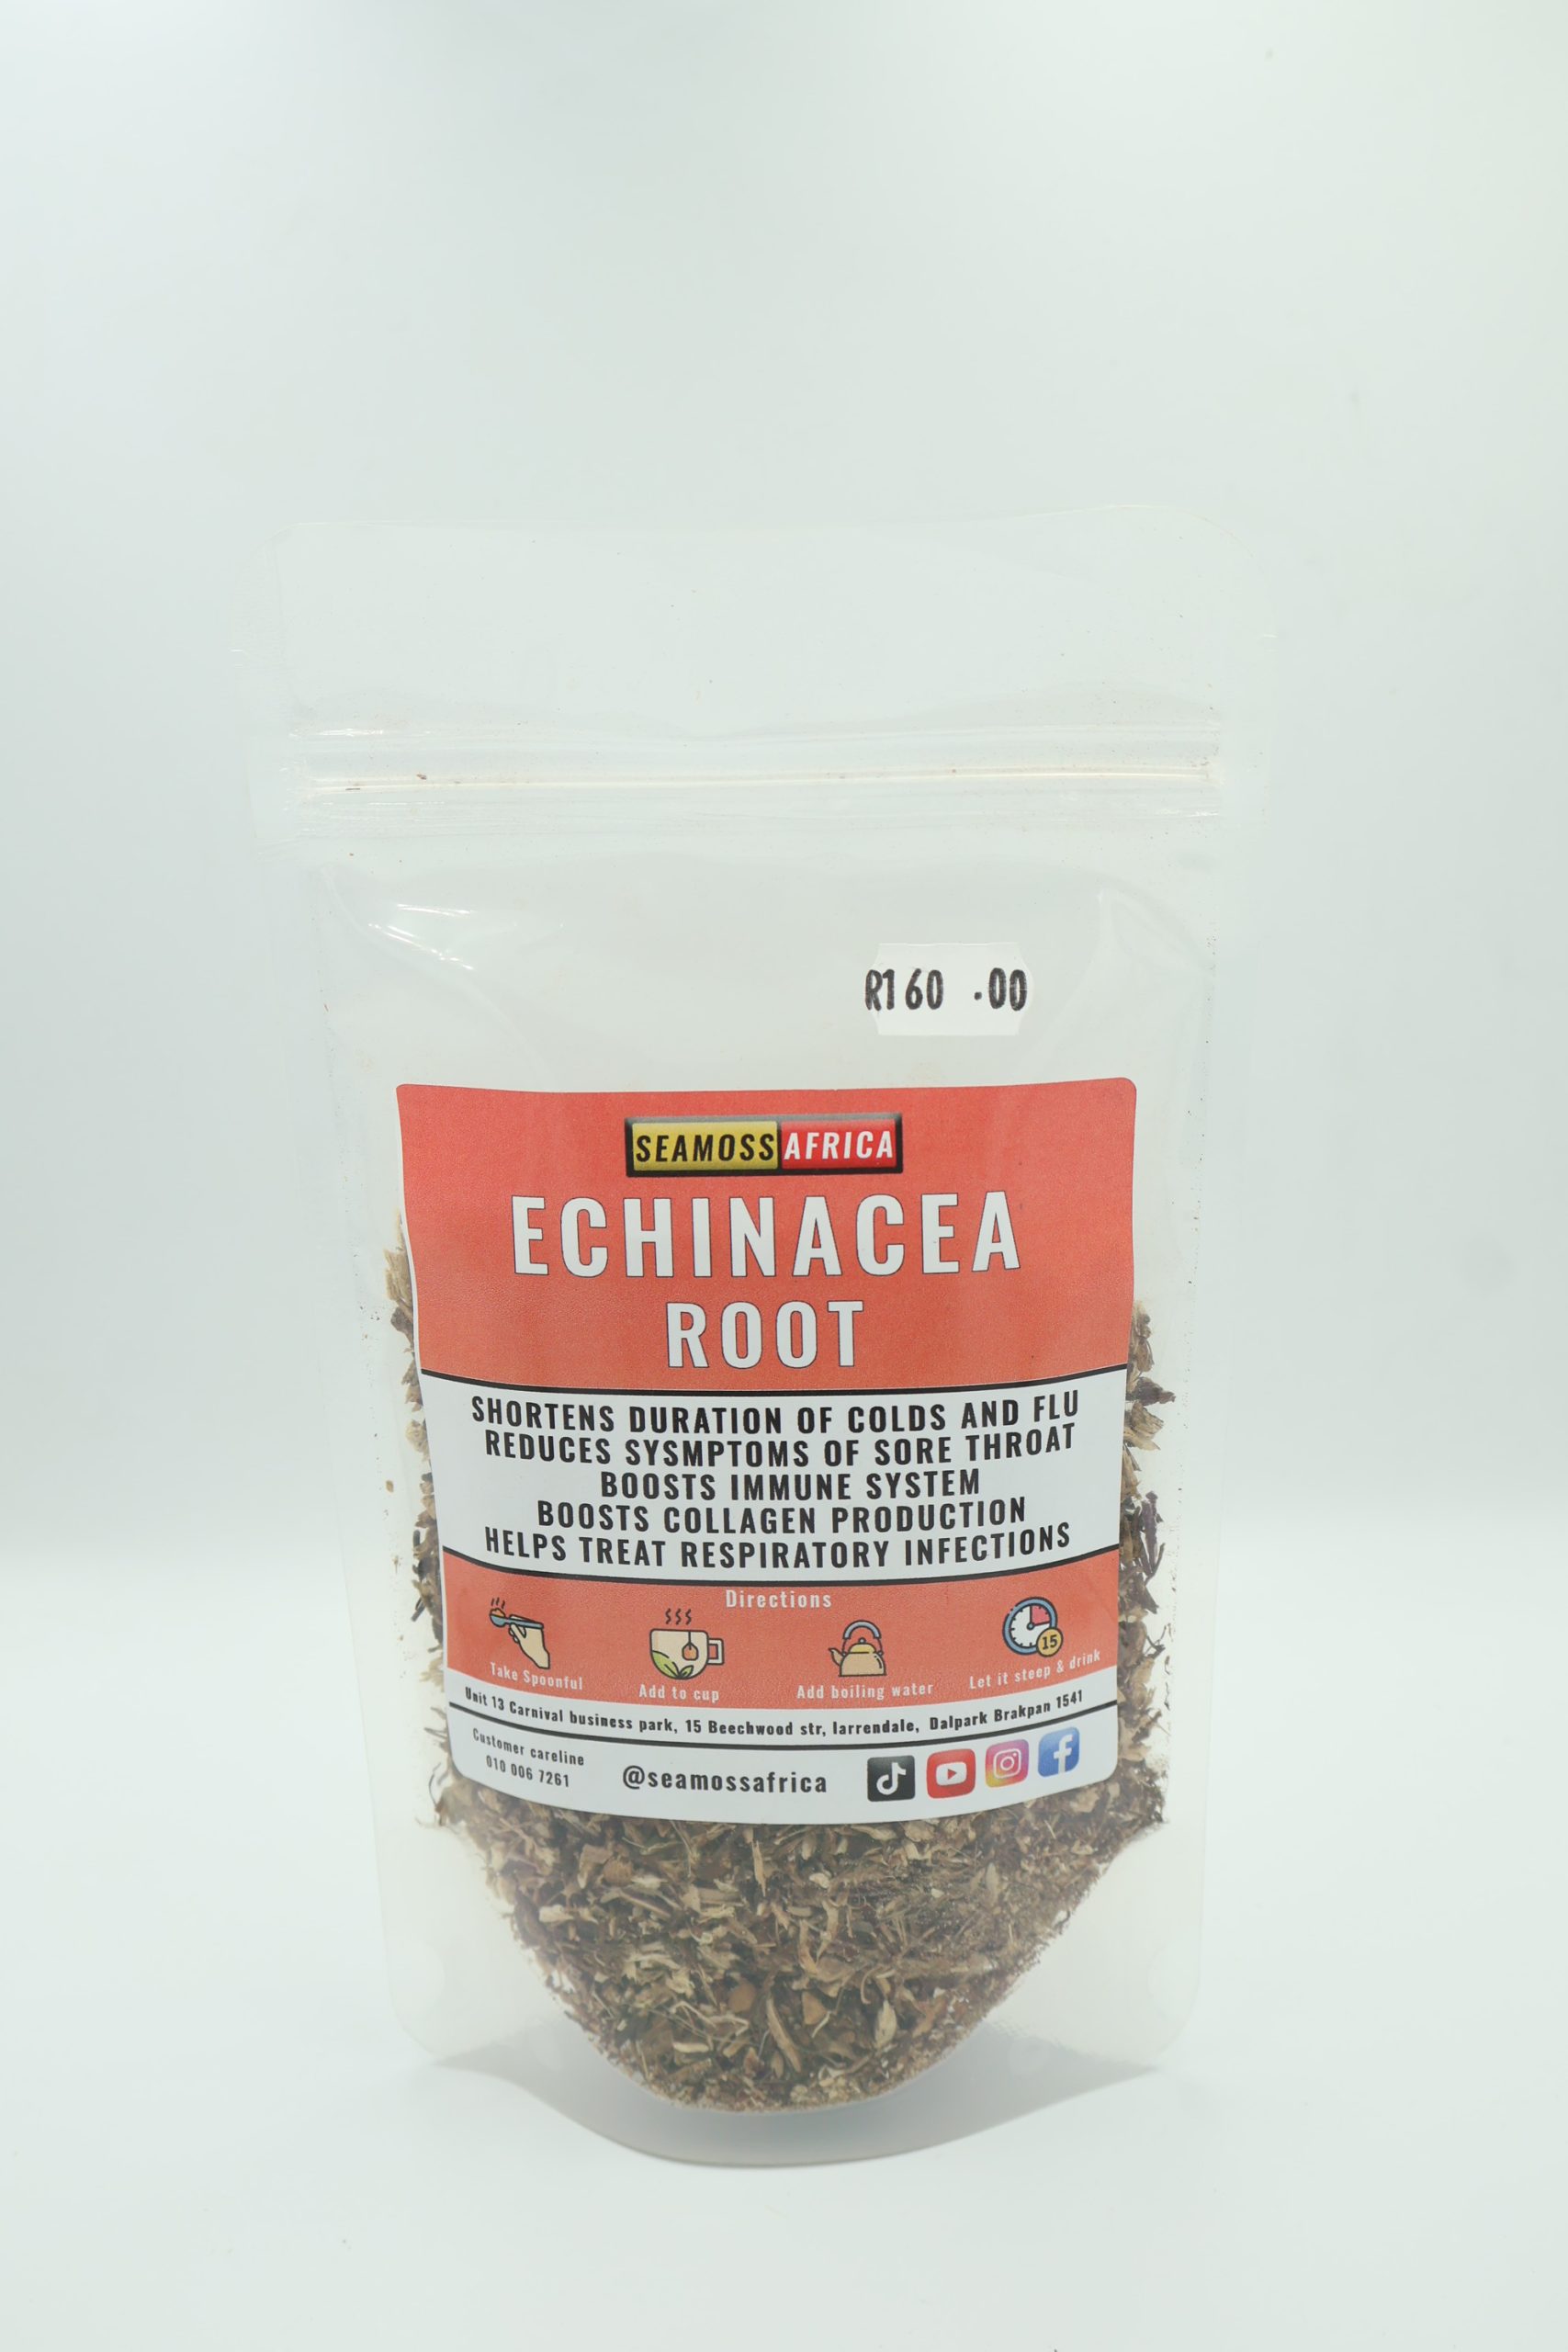 R160 .00
SEAMOSS AFRICA
ECHINACEA
ROOT
SHORTENS DURATION OF COLDS AND FLU
REDUCES SYSMPTOMS OF SORE THROAT
BOOSTS IMMUNE SYSTEM
BOOSTS COLLAGEN PRODUCTION
HELPS TREAT RESPIRATORY INFECTIONS
Directions
15
Take Spoonful Add to cup Add boiling water Let it steep & drink
Unit 13 Carnival business park, 15 Beechwood str, larrendale, Dalpark Brakpan 1541
Customer careline
010 006 7261
@seamossafrica